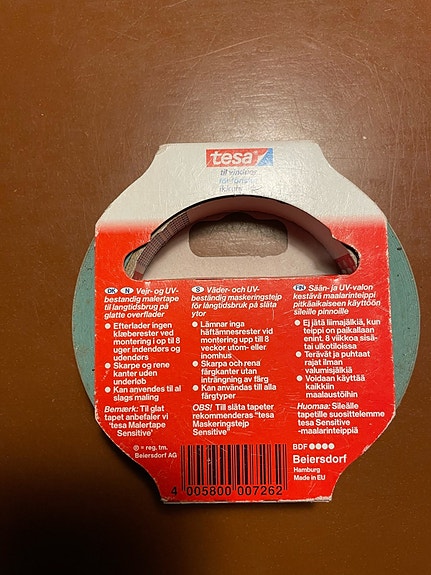 tesa
til vinduer
för fönster
DK N Vejr- og UV-
bestandig malertape
til langtidsbrug på
glatte overflader
• Efterlader ingen
klæberester ved
montering i op til 8
uger indendørs og
udendørs
• Skarpe og rene
kanter uden
underløb
• Kan anvendes til al
slags maling
Bemærk: Til glat
tapet anbefaler vi
'tesa Malertape
Sensitive'
® = reg. tm.
Beiersdorf AG
S Väder- och UV-
beständig maskeringstejp
för långtidsbruk på släta
ytor
• Lämnar inga
häftämnesrester vid
montering upp till 8
veckor utom- eller
inomhus
• Skarpa och rena
färgkanter utan
inträngning av färg
• Kan användas till alla
färgtyper
OBS! Till släta tapeter
rekommenderas "tesa
Maskeringstejp
Sensitive"
FIN Sään- ja UV-valon
kestävä maalarinteippi
pitkäaikaiseen käyttöön
sileille pinnoille
• Ei jätä liimajälkiä, kun
teippi on paikallaan
enint. 8 viikkoa sisä-
tai ulkotiloissa
• Terävät ja puhtaat
rajat ilman
valumisjälkiä
• Voidaan käyttää
kaikkiin
maalaustöihin
Huomaa: Sileälle
tapetille suosittelemme
tesa Sensitive
-maalarinteippiä
BDF
Beiersdorf
Hamburg
Made in EU
4 005800 007262